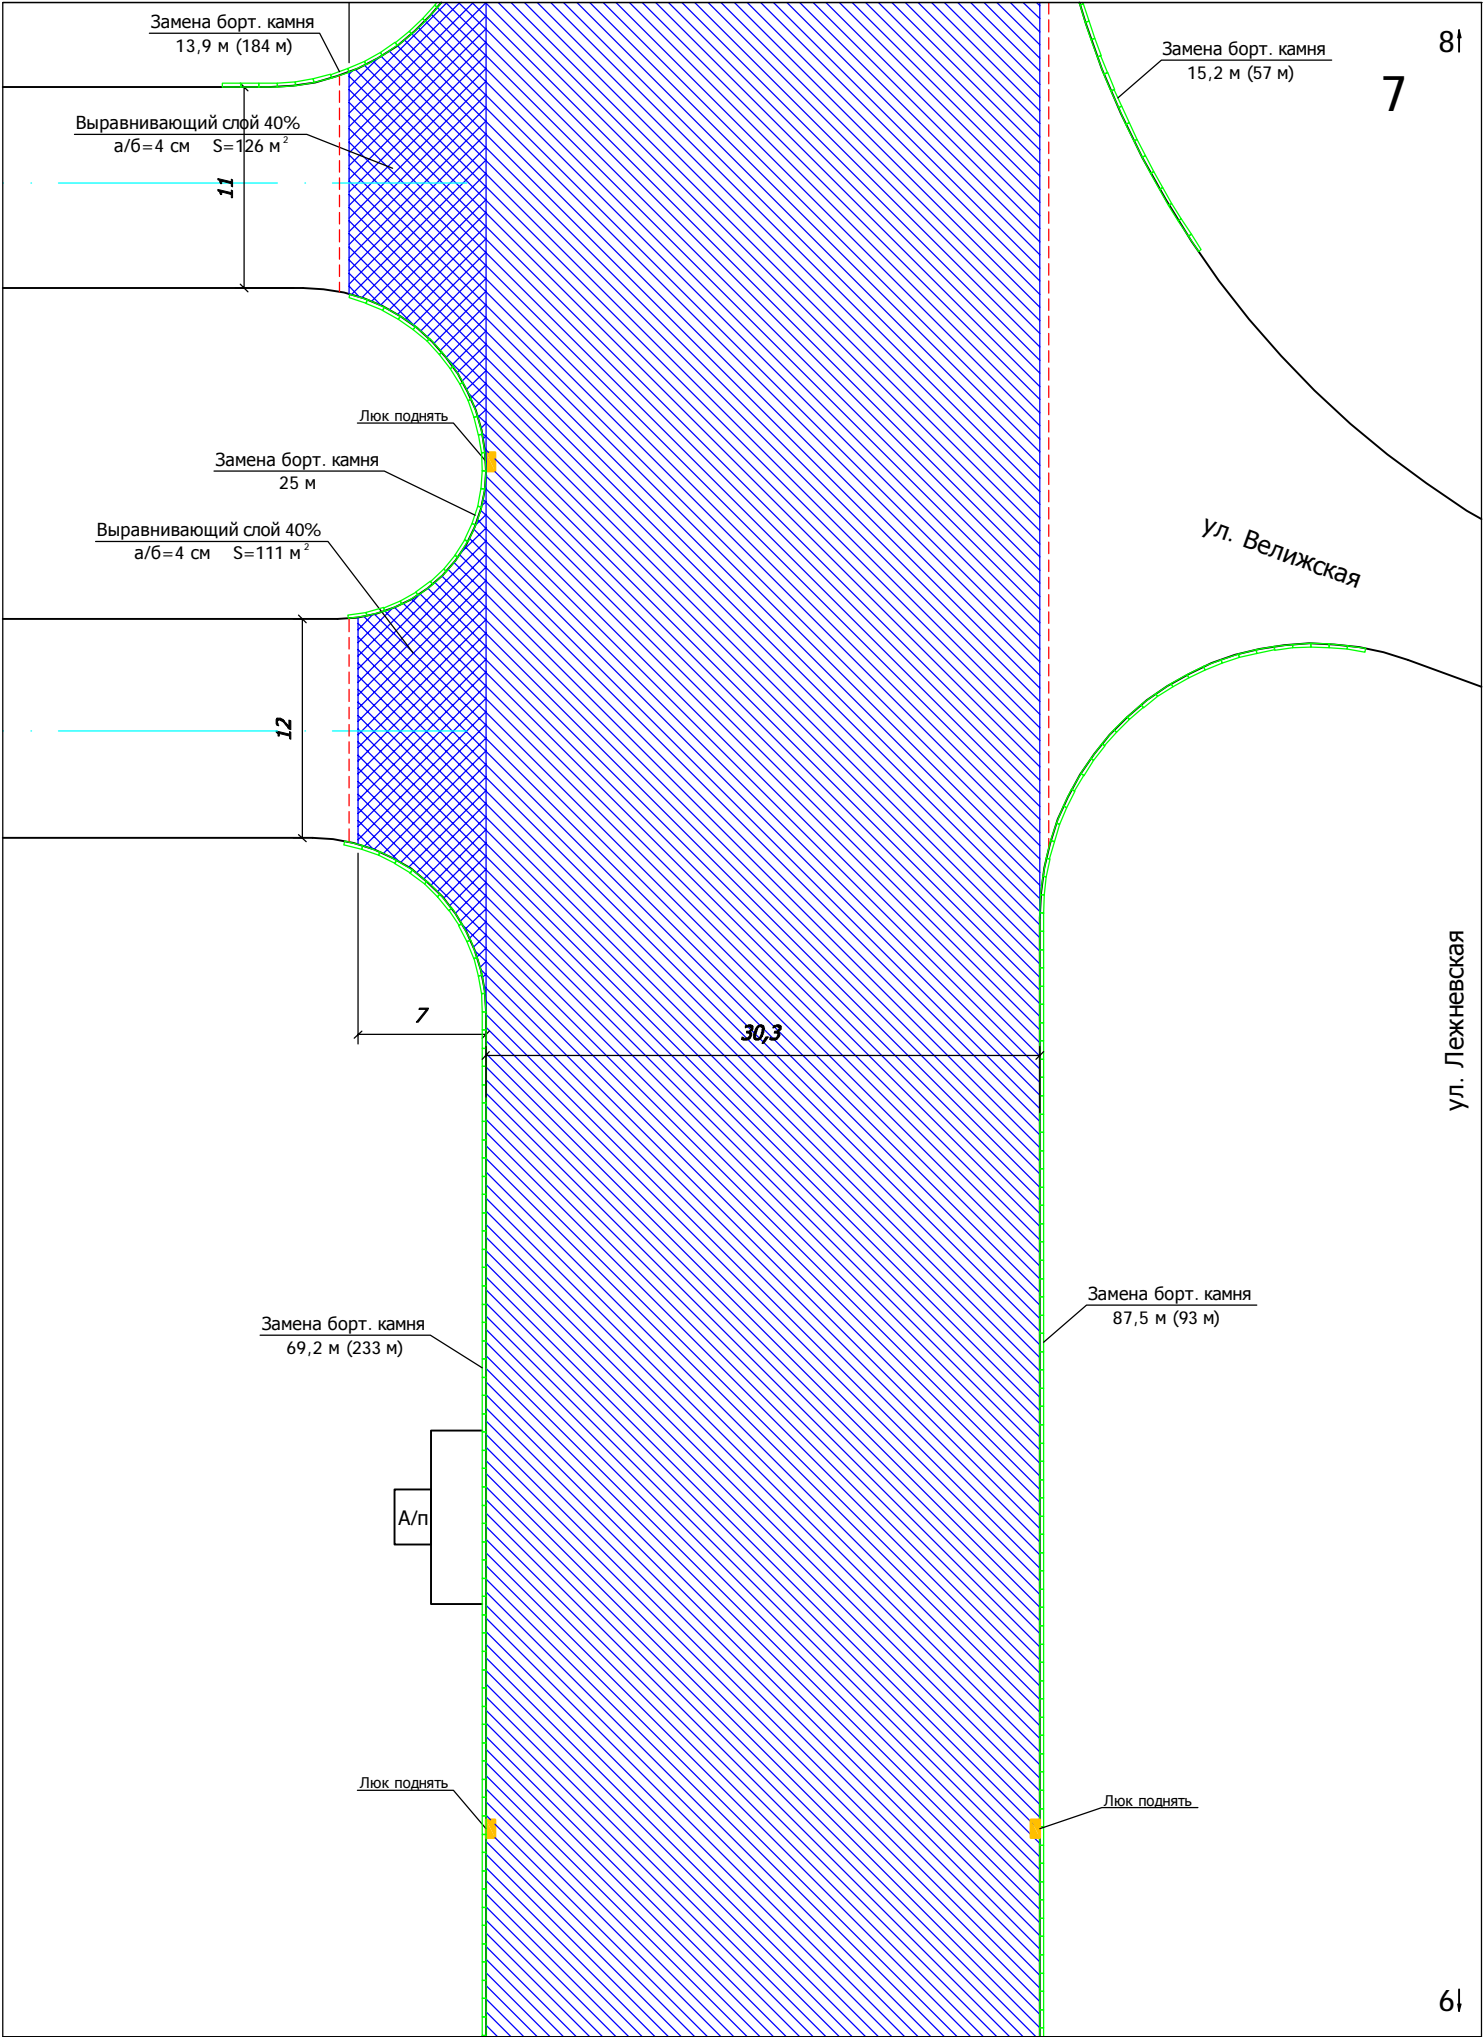 Замена борт. камня
13,9 м (184 м)
Замена борт. камня
15,2 м (57 м)
8
7
Выравнивающий слой 40%
а/б=4 см S=126 м²
11
Люк поднять
Замена борт. камня
25 м
Выравнивающий слой 40%
а/б=4 см S=111 м²
ул. Велижская
12
ул. Лежневская
7
30,3
Замена борт. камня
87,5 м (93 м)
Замена борт. камня
69,2 м (233 м)
А/п
Люк поднять
Люк поднять
6